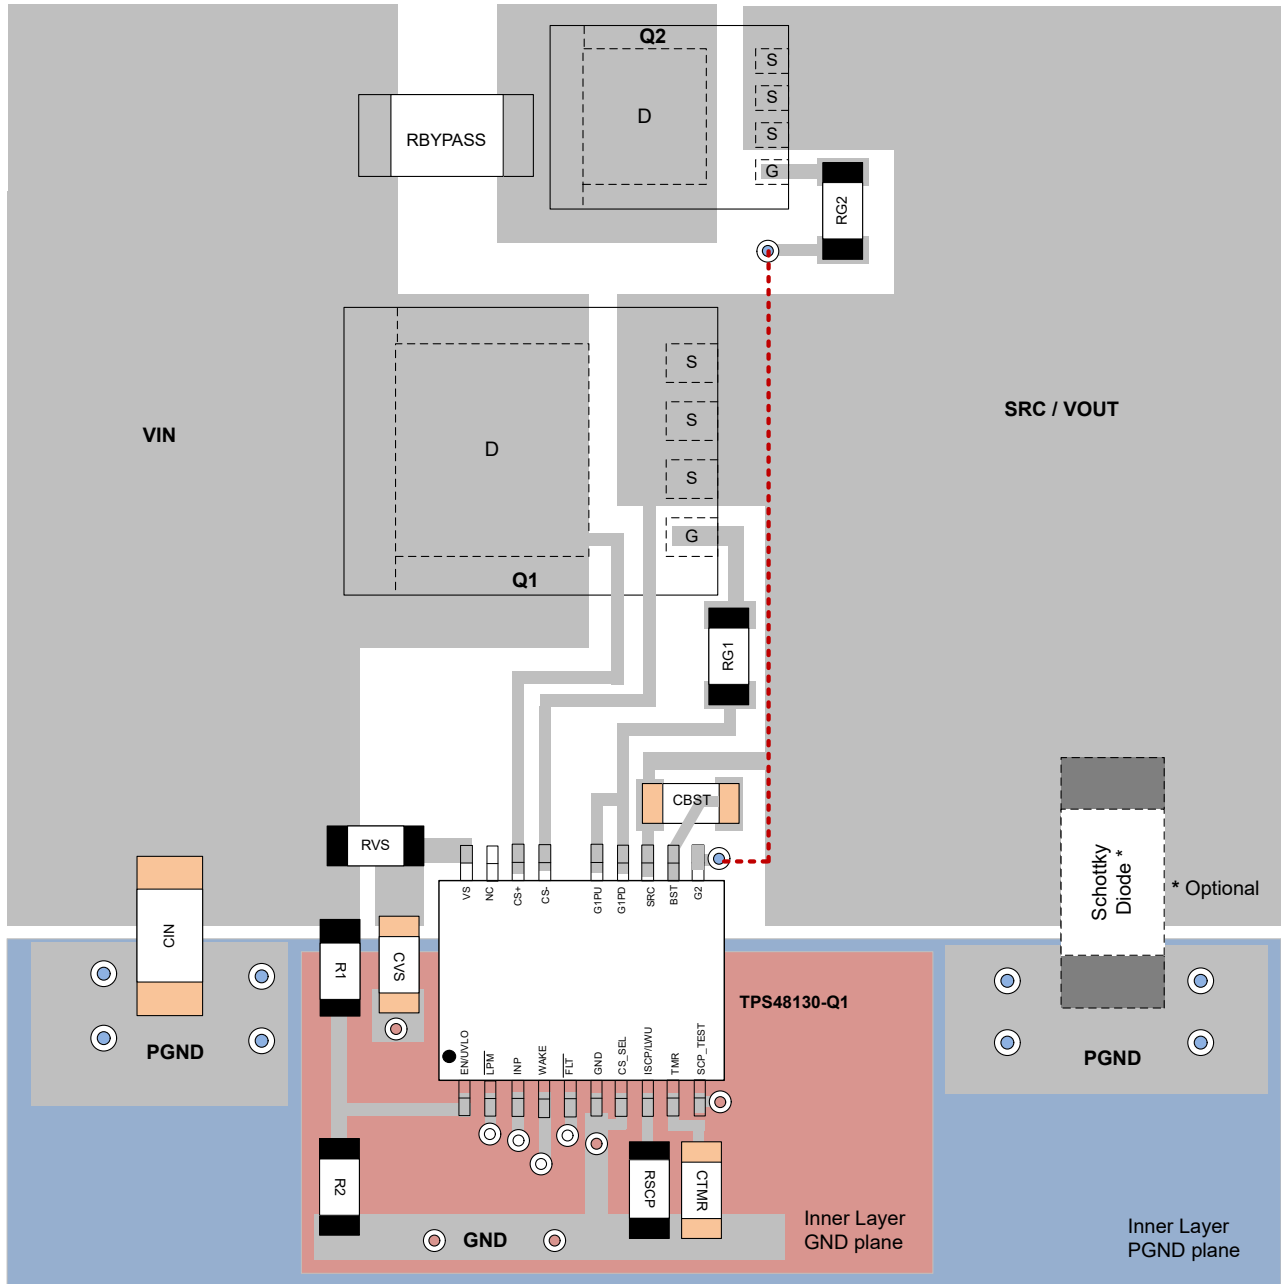 Q2
S
S
S
G
D
RBYPASS
RG2
S
S
S
G
D
Q1
VIN
SRC / VOUT
RG1
CBST
RVS
VS
NC
CS+
CS-
G1PU
G1PD
SRC
BST
G2
Schottky
Diode *
* Optional
CIN
R1
CVS
TPS48130-Q1
PGND
PGND
EN/UVLO
LPM
INP
WAKE
FLT
GND
CS_SEL
ISCP/LWU
TMR
SCP_TEST
R2
RSCP
CTMR
GND
Inner Layer
GND plane
Inner Layer
PGND plane